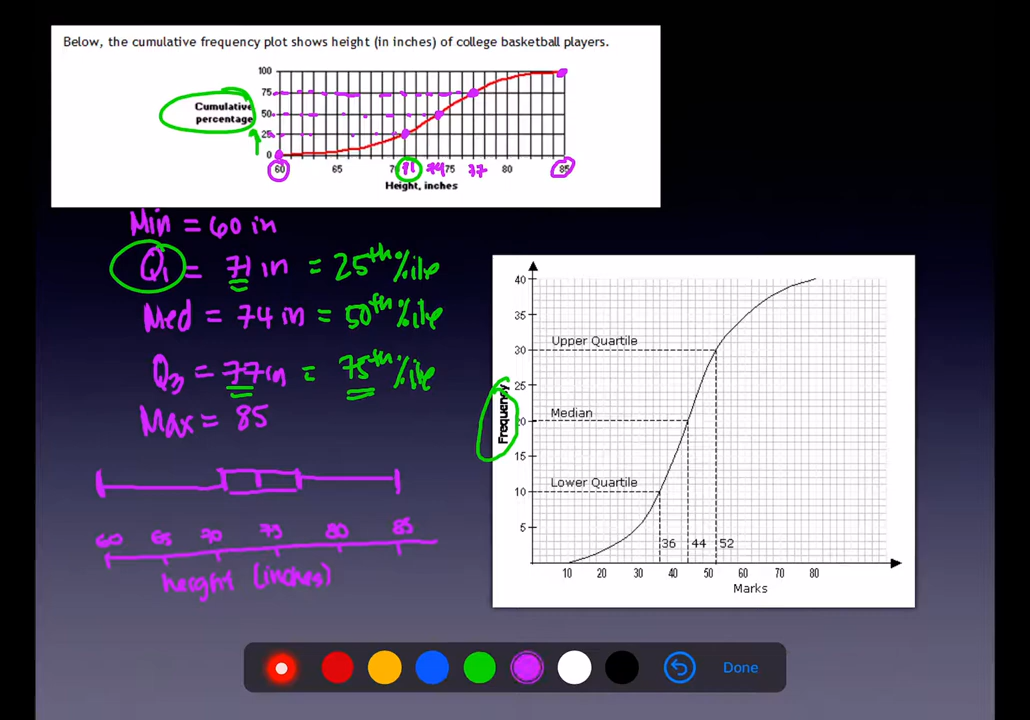 Below, the cumulative frequency plot shows height (in inches) of college basketball players.
100
75
50
25
0
Cumulative
percentage
60 65 70 71 74 75 77 80 85
Height, inches
Min = 60 in
Q1 = 71 in = 25th %ile
Med = 74 in = 50th %ile
Q3 = 77 in = 75th %ile
Max = 85
60 65 70 75 80 85
height (inches)
40
35
30
25
20
15
10
5
Frequency
Upper Quartile
Median
Lower Quartile
36 44 52
10 20 30 40 50 60 70 80
Marks
Done